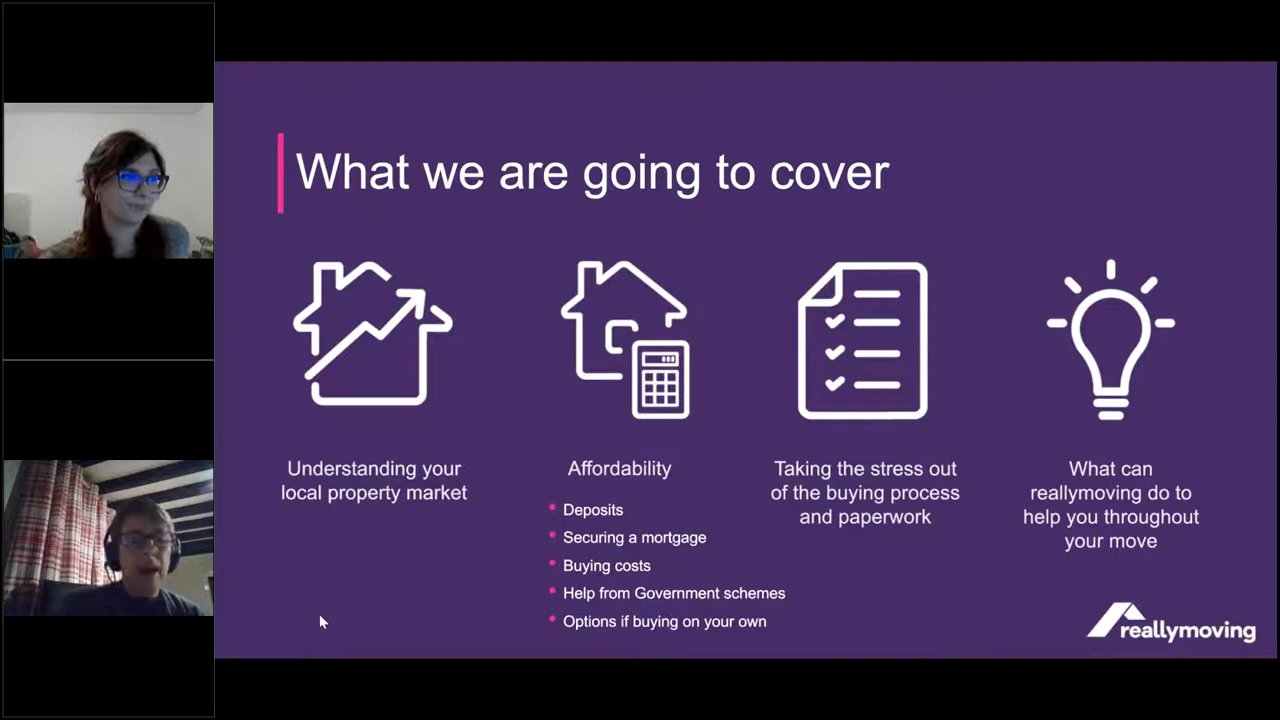 What we are going to cover
Understanding your
local property market
Affordability
Deposits
Securing a mortgage
Buying costs
Help from Government schemes
Options if buying on your own
Taking the stress out
of the buying process
and paperwork
What can
reallymoving do to
help you throughout
your move
reallymoving